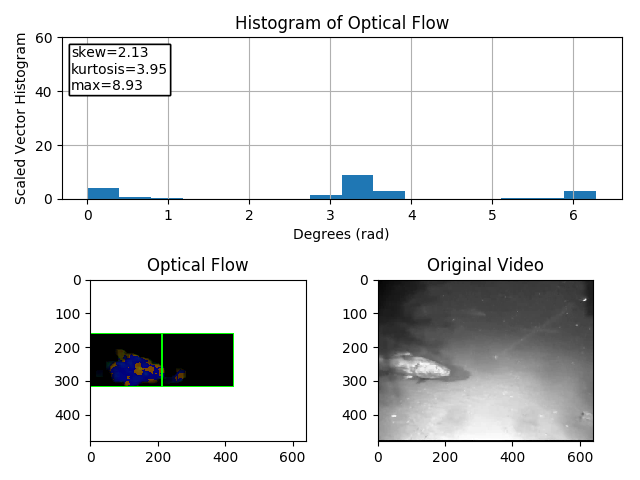 Histogram of Optical Flow
skew=2.13
kurtosis=3.95
max=8.93
Scaled Vector Histogram
60
40
20
0
0 1 2 3 4 5 6
Degrees (rad)
Optical Flow
0
100
200
300
400
0 200 400 600
Original Video
0
100
200
300
400
0 200 400 600